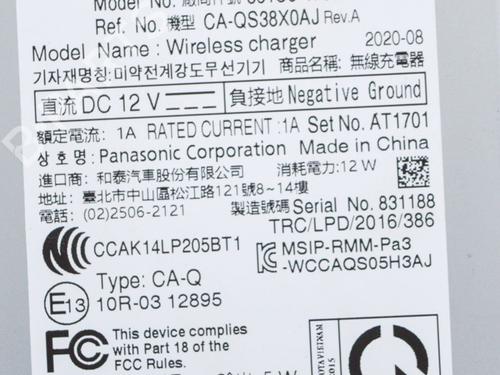 Ref. No. 機型 CA-QS38X0AJ Rev.A
Model Name : Wireless charger 2020-08
기자재명칭: 미약전계강도무선기기 商品名稱: 無線充電器
直流 DC 12 V 負接地 Negative Ground
額定電流: 1A RATED CURRENT :1A Set No. AT1701
상 호 명 : Panasonic Corporation Made in China
進口商: 和泰汽車股份有限公司 消耗電力: 12 W
地址: 臺北市中山區松江路121號8~14樓
電話: (02)2506-2121 製造號碼 Serial No. 831188
TRC/LPD/2016/386
CCAK14LP205BT1
MSIP-RMM-Pa3
-WCCAQS05H3AJ
Type: CA-Q
E13 10R-03 12895
FC This device complies
with Part 18 of the
FCC Rules.